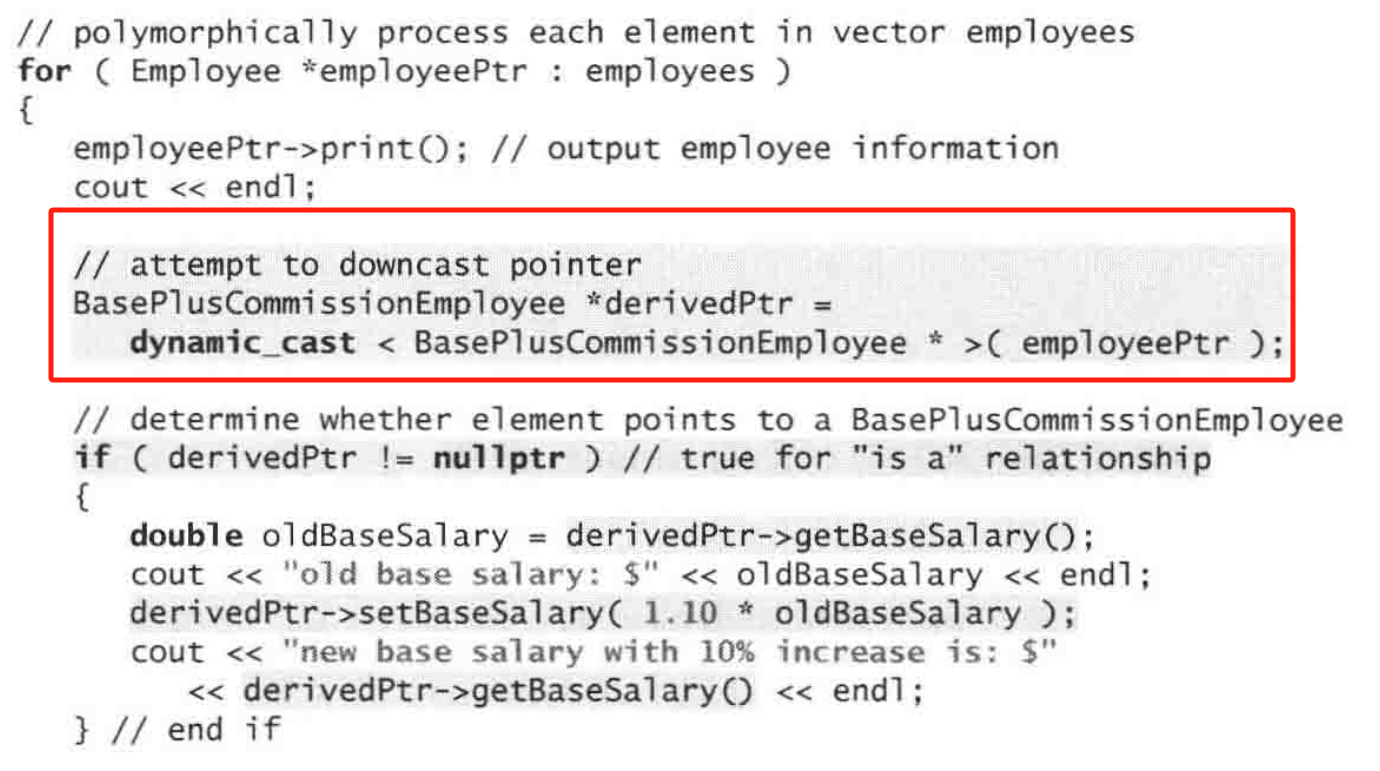 // polymorphically process each element in vector employees
for ( Employee *employeePtr : employees )
{
employeePtr->print(); // output employee information
cout << endl;
// attempt to downcast pointer
BasePlusCommissionEmployee *derivedPtr =
dynamic_cast < BasePlusCommissionEmployee * >( employeePtr );
// determine whether element points to a BasePlusCommissionEmployee
if ( derivedPtr != nullptr ) // true for "is a" relationship
{
double oldBaseSalary = derivedPtr->getBaseSalary();
cout << "old base salary: $" << oldBaseSalary << endl;
derivedPtr->setBaseSalary( 1.10 * oldBaseSalary );
cout << "new base salary with 10% increase is: $"
<< derivedPtr->getBaseSalary() << endl;
} // end if